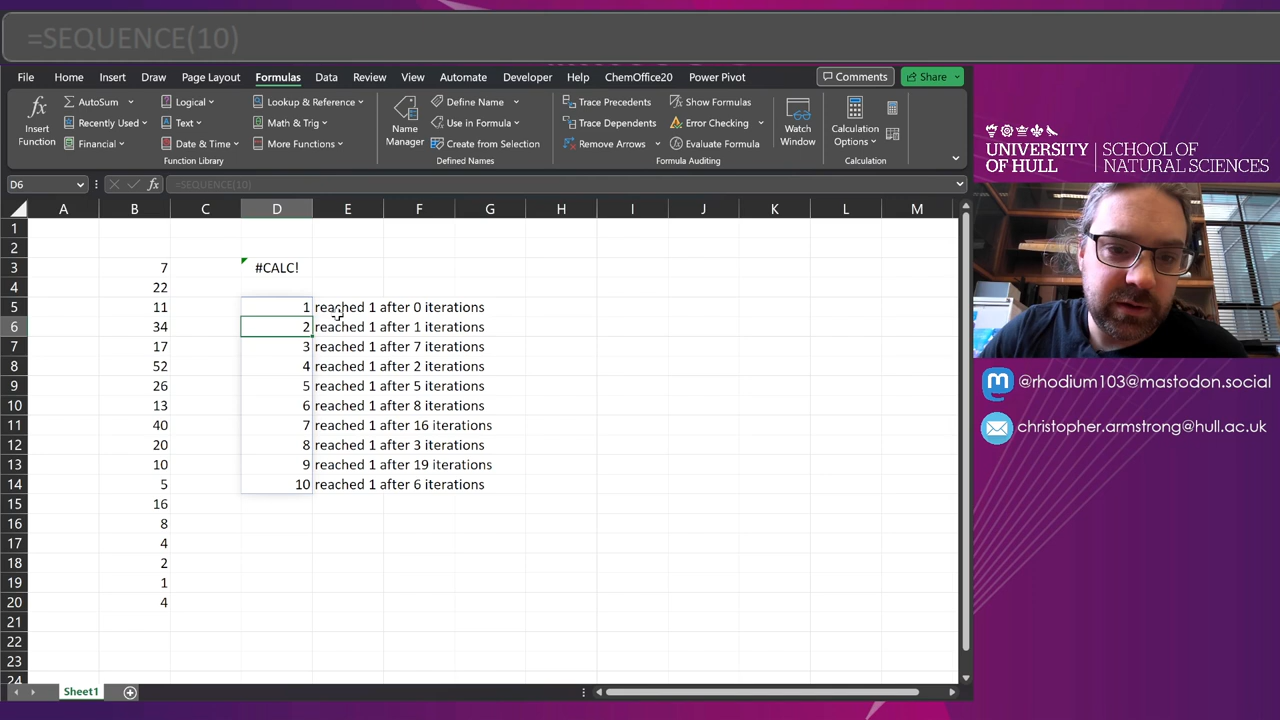 =SEQUENCE(10)
File Home Insert Draw Page Layout Formulas Data Review View Automate Developer Help ChemOffice20 Power Pivot Comments Share
fx Insert Function
AutoSum
Recently Used
Financial
Logical
Text
Date & Time
Lookup & Reference
Math & Trig
More Functions
Function Library
Name Manager
Define Name
Use in Formula
Create from Selection
Defined Names
Trace Precedents
Trace Dependents
Remove Arrows
Show Formulas
Error Checking
Evaluate Formula
Formula Auditing
Watch Window
Calculation Options
Calculation
D6 fx =SEQUENCE(10)
A B C D E F G H I J K L M
1
2
3 7 #CALC!
4 22
5 11 1 reached 1 after 0 iterations
6 34 2 reached 1 after 1 iterations
7 17 3 reached 1 after 7 iterations
8 52 4 reached 1 after 2 iterations
9 26 5 reached 1 after 5 iterations
10 13 6 reached 1 after 8 iterations
11 40 7 reached 1 after 16 iterations
12 20 8 reached 1 after 3 iterations
13 10 9 reached 1 after 19 iterations
14 5 10 reached 1 after 6 iterations
15 16
16 8
17 4
18 2
19 1
20 4
21
22
23
24
Sheet1
UNIVERSITY OF HULL
SCHOOL OF NATURAL SCIENCES
@rhodium103@mastodon.social
christopher.armstrong@hull.ac.uk